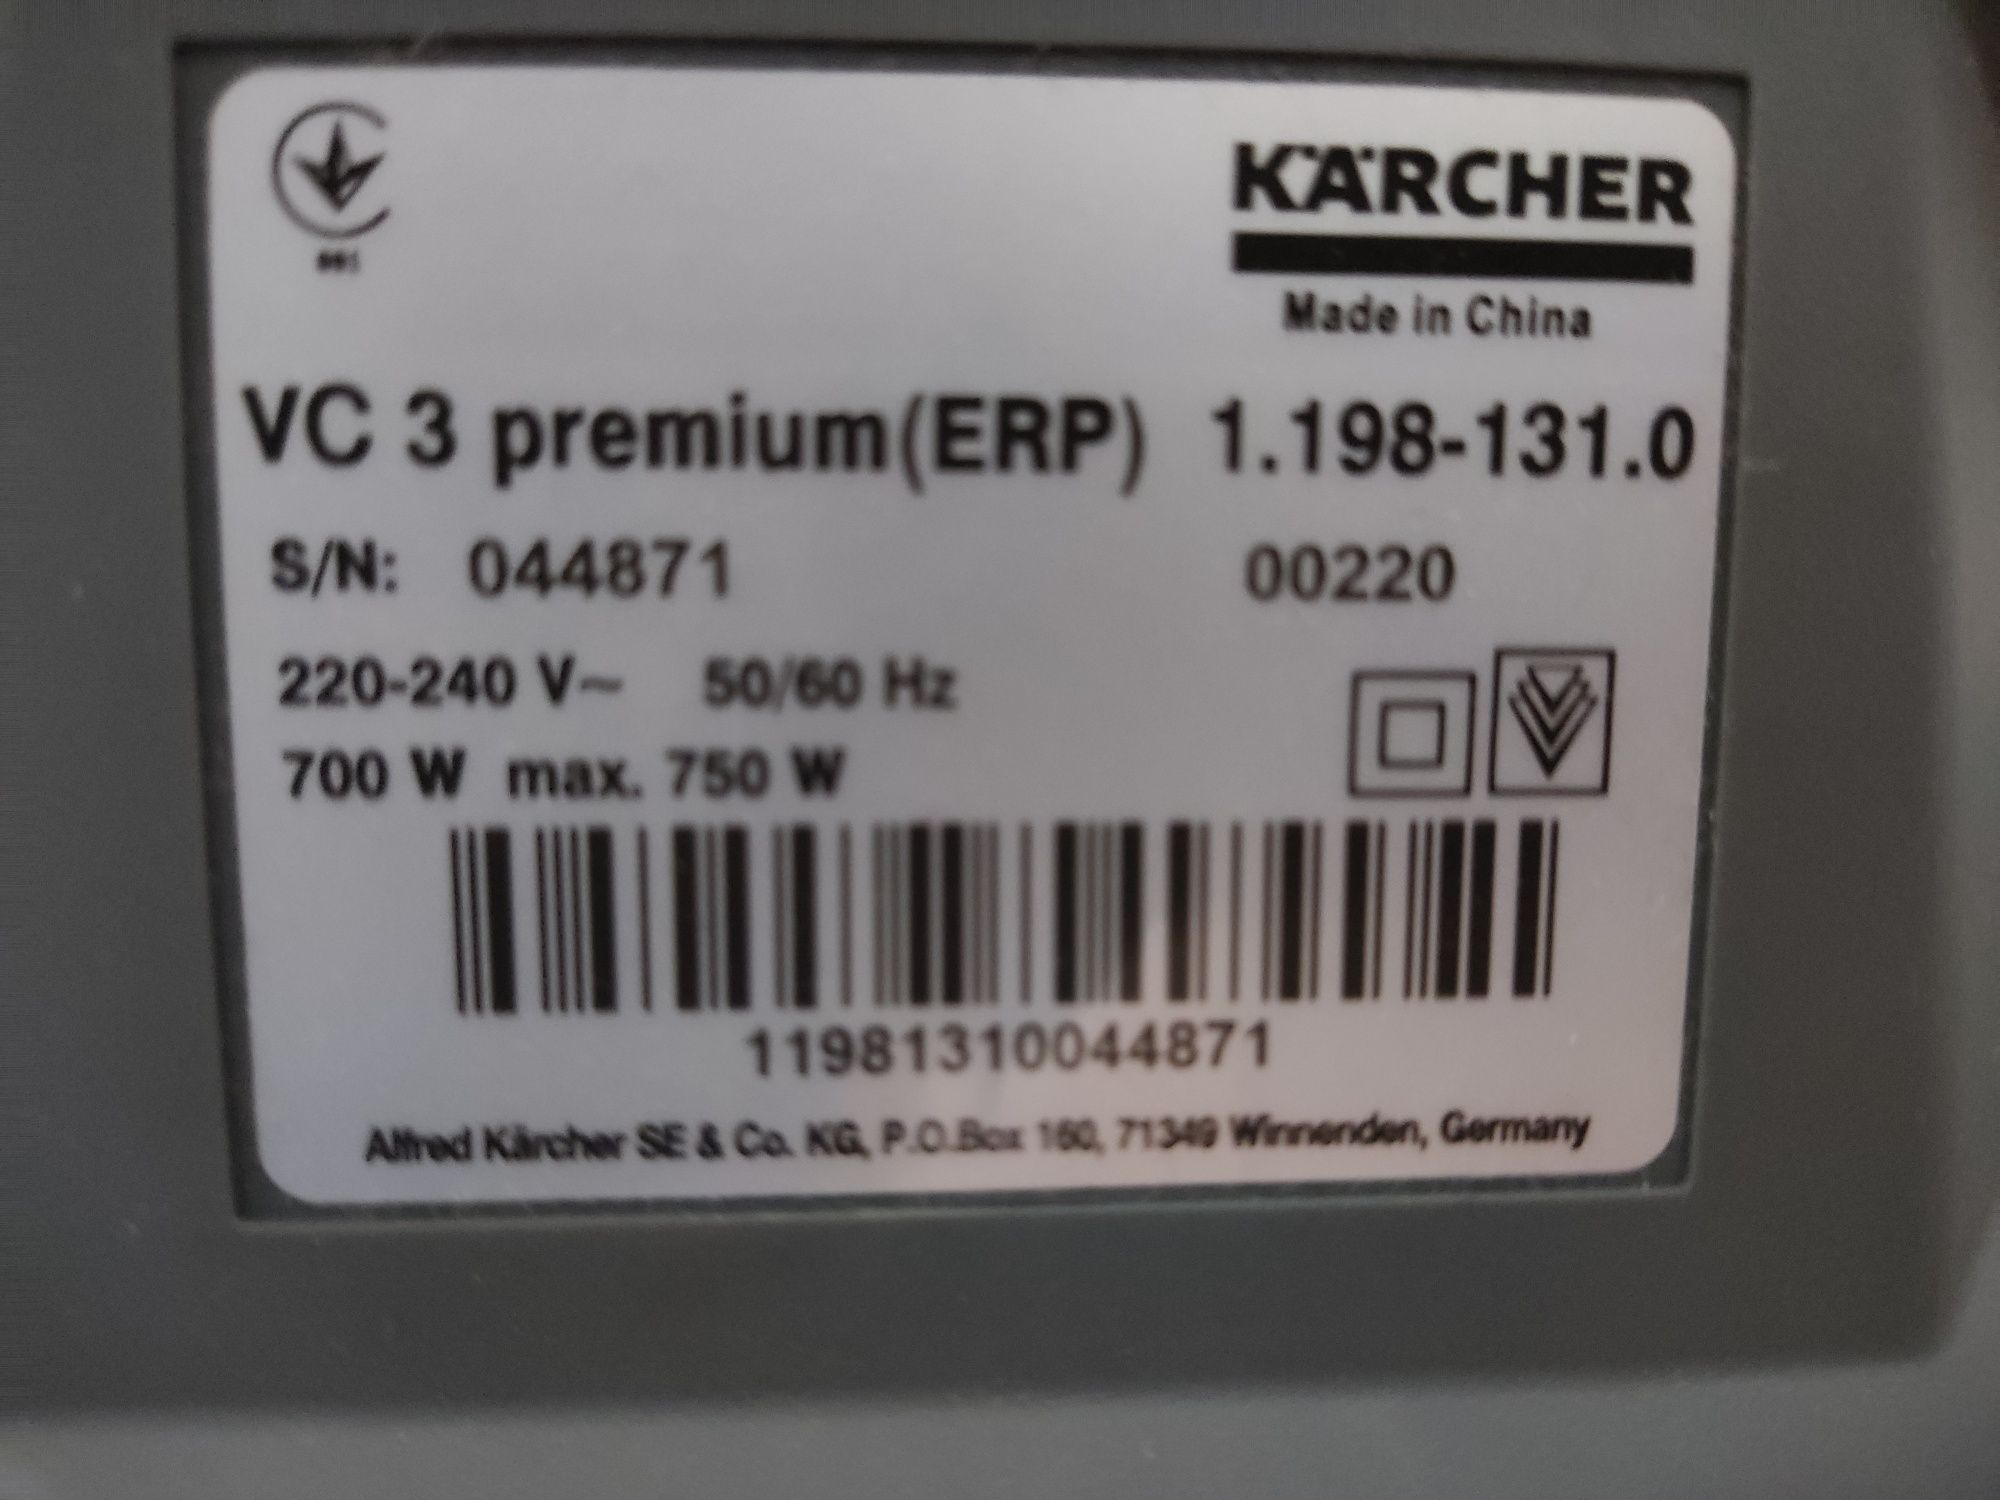 KÄRCHER
Made in China
VC 3 premium(ERP) 1.198-131.0
S/N: 044871 00220
220-240 V~ 50/60 Hz
700 W max. 750 W
11981310044871
Alfred Kärcher SE & Co. KG, P.O.Box 160, 71349 Winnenden, Germany